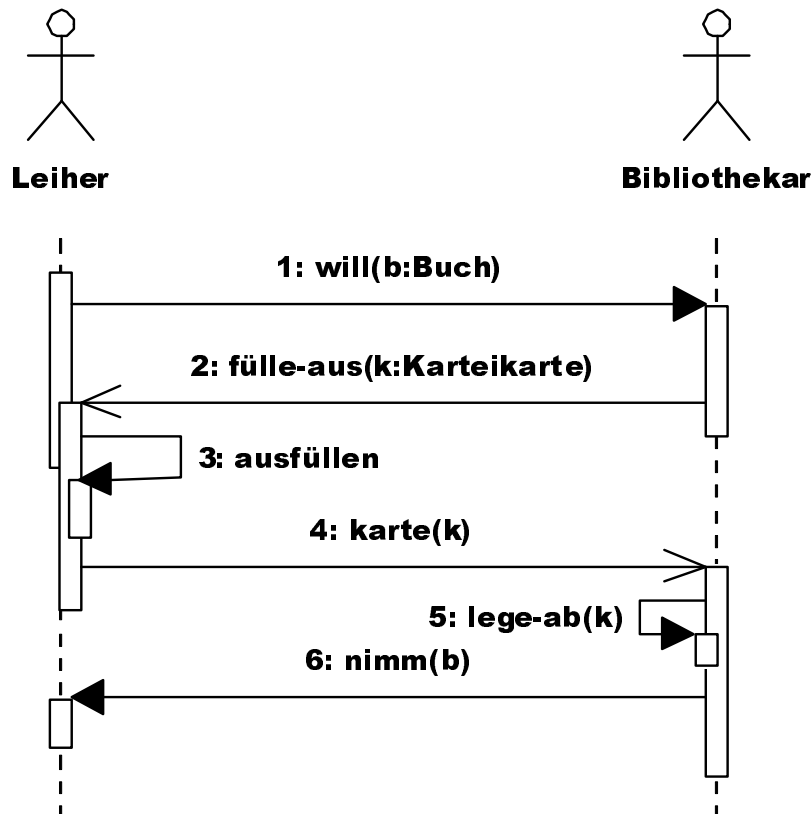 Leiher
Bibliothekar
1: will(b:Buch)
2: fülle-aus(k:Karteikarte)
3: ausfüllen
4: karte(k)
5: lege-ab(k)
6: nimm(b)